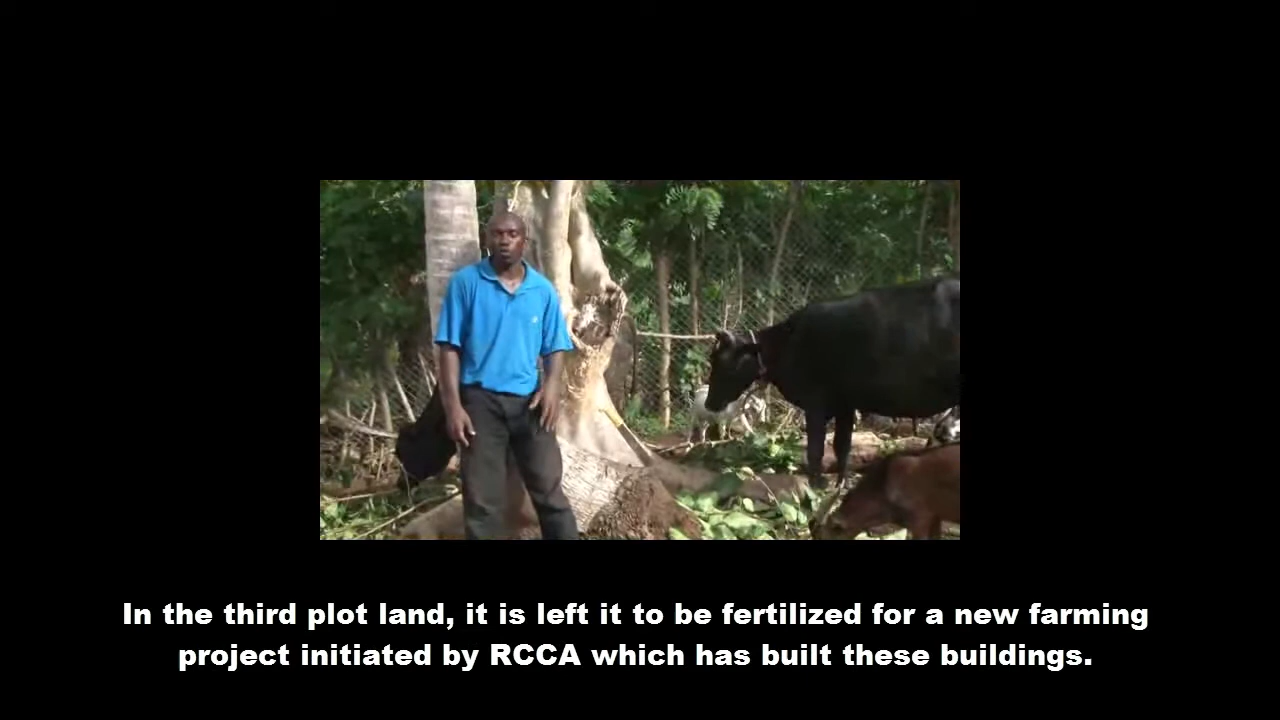 In the third plot land, it is left it to be fertilized for a new farming
project initiated by RCCA which has built these buildings.